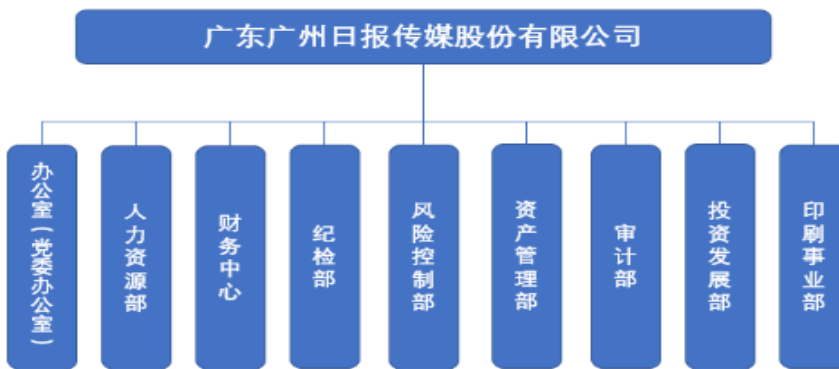 广东广州日报传媒股份有限公司
办公室(党委办公室)
人力资源部
财务中心
纪检部
风险控制部
资产管理部
审计部
投资发展部
印刷事业部